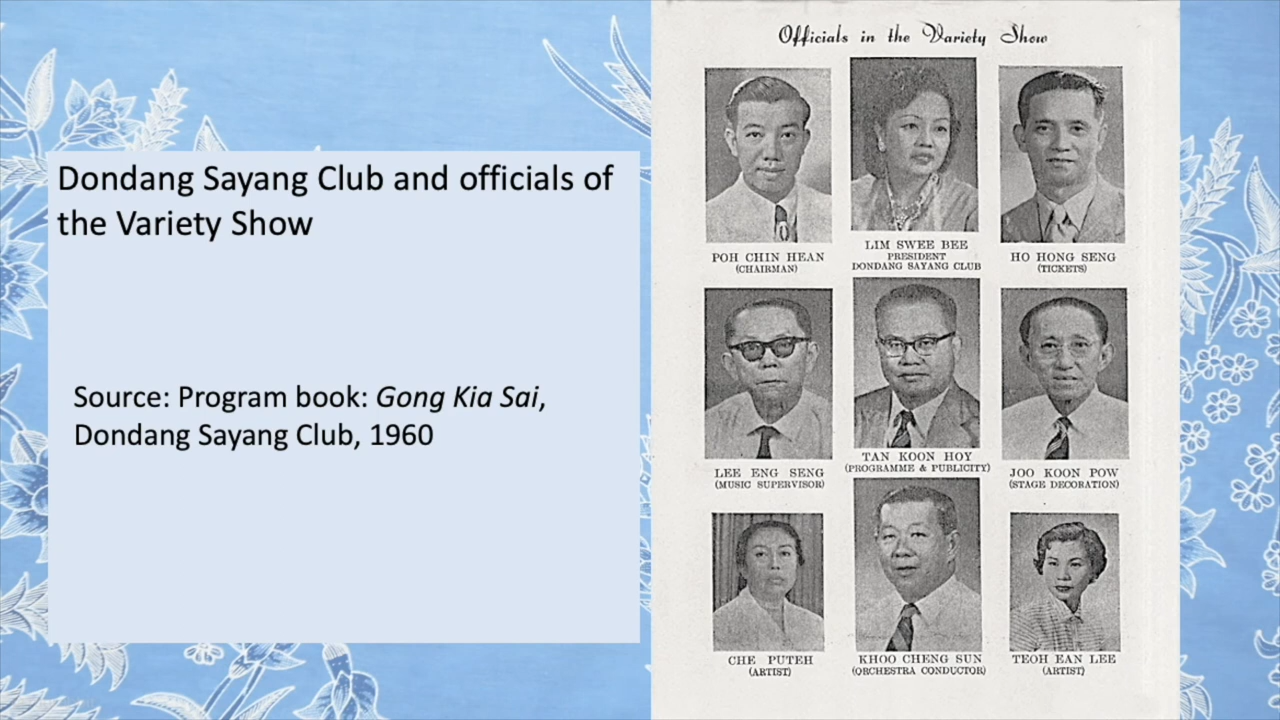 Dondang Sayang Club and officials of
the Variety Show
Source: Program book: Gong Kia Sai,
Dondang Sayang Club, 1960
Officials in the Variety Show
POH CHIN HEAN
(CHAIRMAN)
LIM SWEE BEE
PRESIDENT
DONDANG SAYANG CLUB
HO HONG SENG
(TICKETS)
LEE ENG SENG
(MUSIC SUPERVISOR)
TAN KOON HOY
(PROGRAMME & PUBLICITY)
JOO KOON POW
(STAGE DECORATION)
CHE PUTEH
(ARTIST)
KHOO CHENG SUN
(ORCHESTRA CONDUCTOR)
TEOH EAN LEE
(ARTIST)